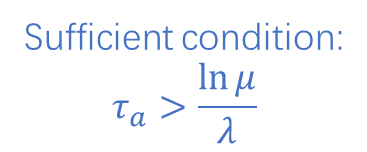 Sufficient condition:
τₐ > ln μ / λ